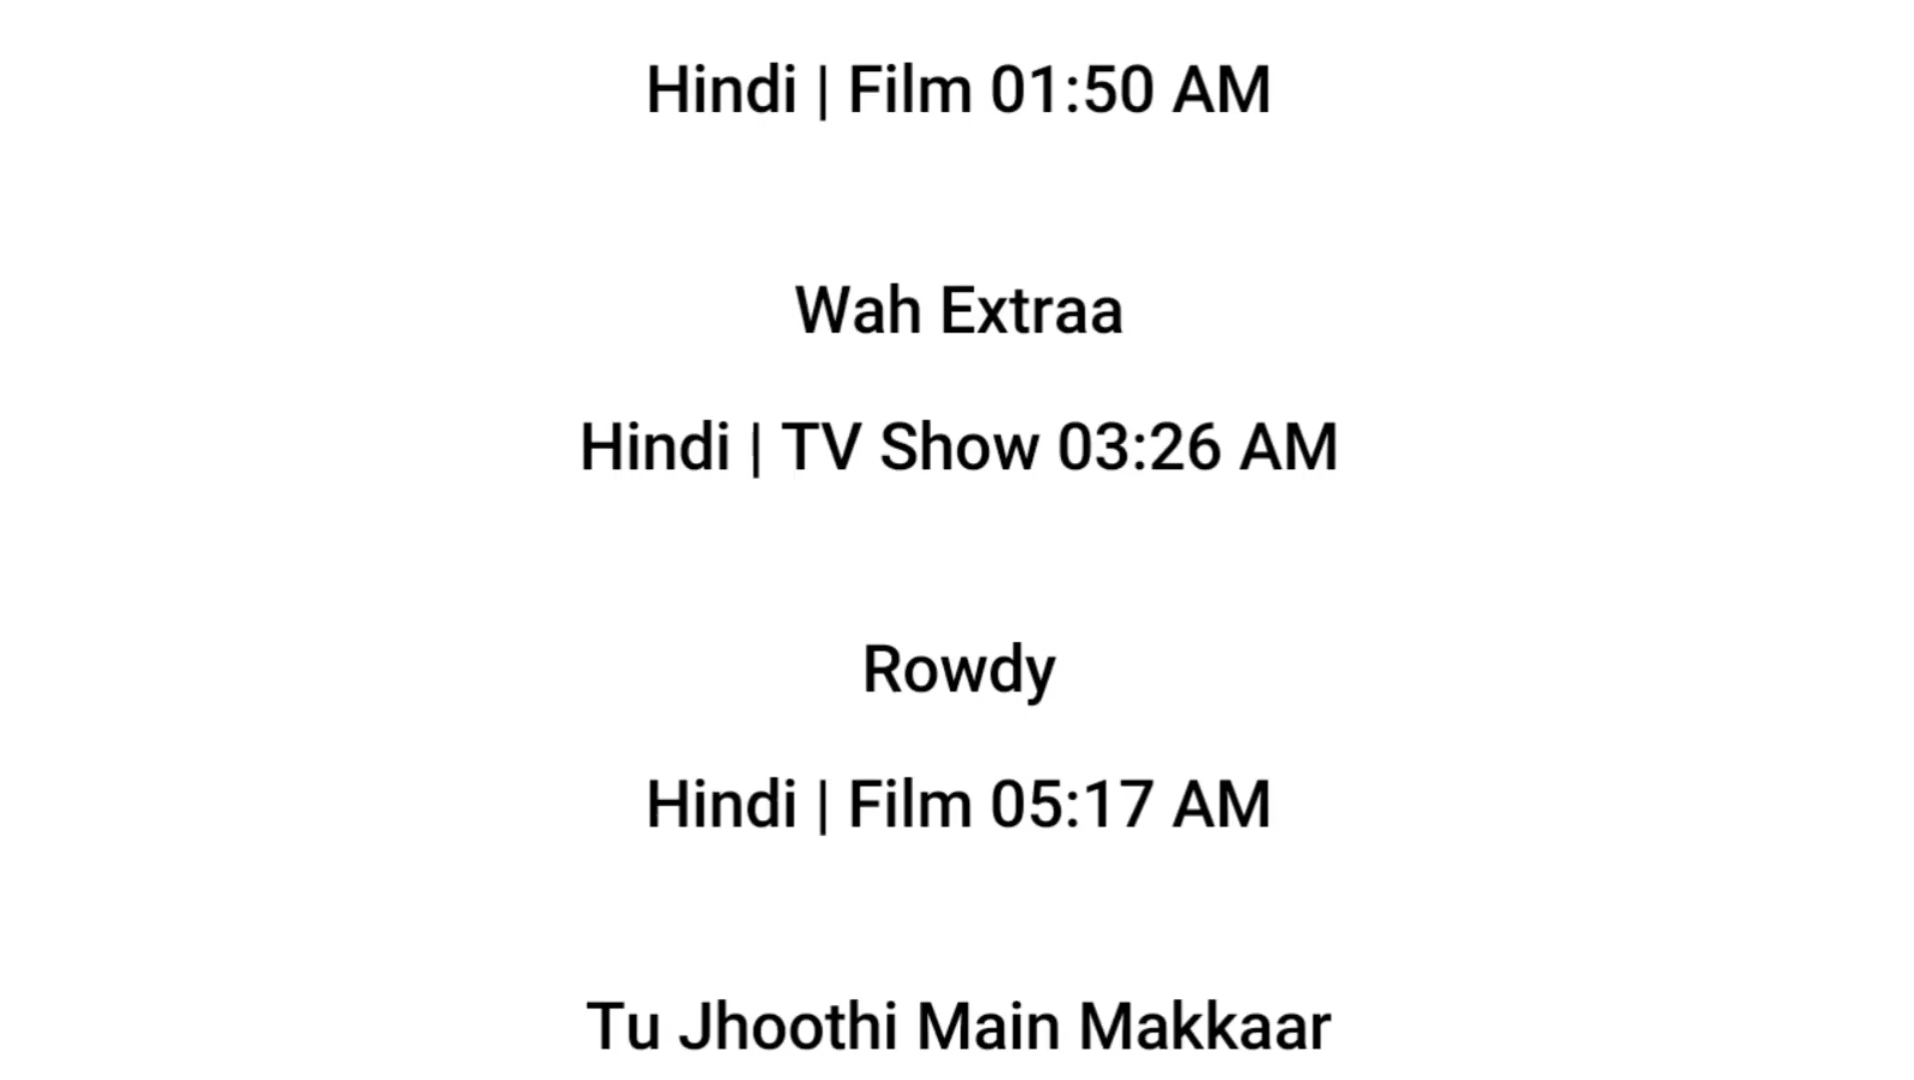 Hindi | Film 01:50 AM
Wah Extraa
Hindi | TV Show 03:26 AM
Rowdy
Hindi | Film 05:17 AM
Tu Jhoothi Main Makkaar